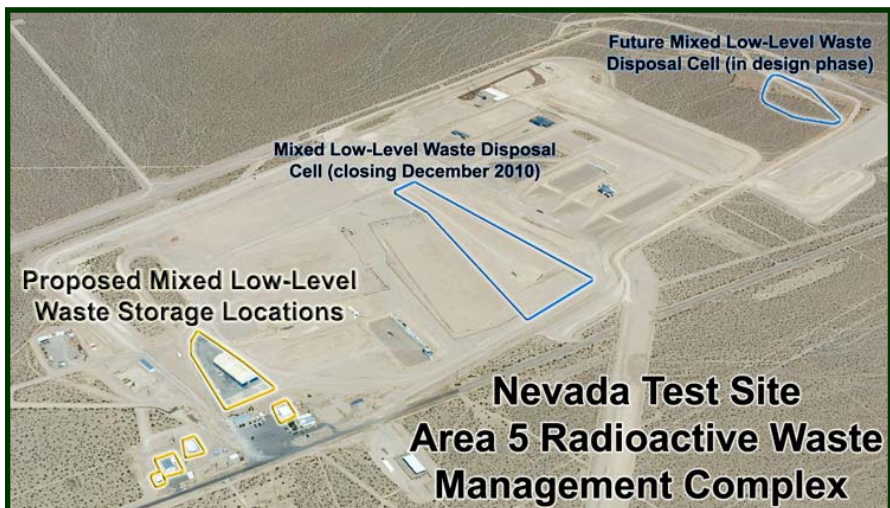 Future Mixed Low-Level Waste
Disposal Cell (in design phase)
Mixed Low-Level Waste Disposal
Cell (closing December 2010)
Proposed Mixed Low-Level
Waste Storage Locations
Nevada Test Site
Area 5 Radioactive Waste
Management Complex